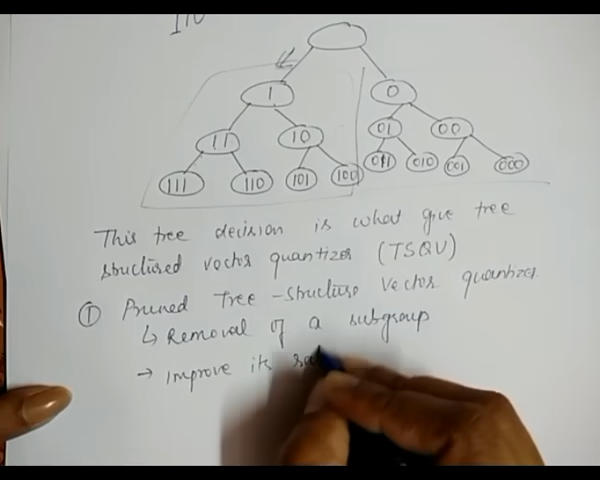 110
1 0
11 10 01 00
111 110 101 100 011 010 001 000
This tree decision is what give tree
structured vector quantizer (TSQV)
① Pruned Tree-structure Vector quantizer
↳ Removal of a subgroup
→ Improve its